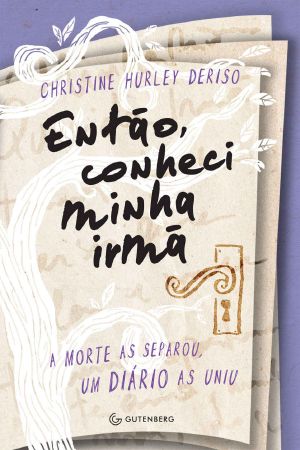 CHRISTINE HURLEY DERISO
Então,
conheci
minha
irmã
A MORTE AS SEPAROU,
UM DIÁRIO AS UNIU
GUTENBERG